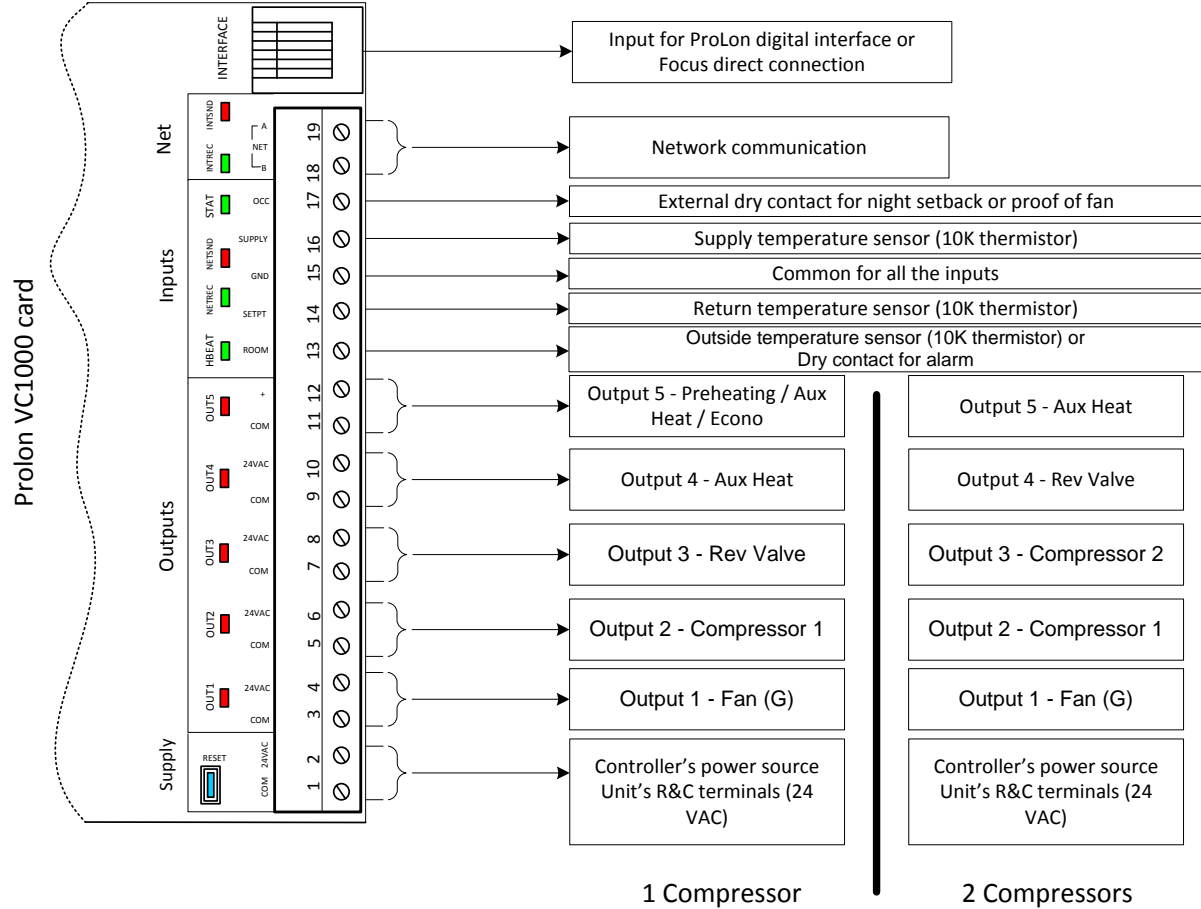 Prolon VC1000 card
INTERFACE
Input for ProLon digital interface or
Focus direct connection
Net
INTSND
INTREC
A
NET
B
19
18
Network communication
Inputs
STAT
OCC
17
External dry contact for night setback or proof of fan
NETSND
SUPPLY
16
Supply temperature sensor (10K thermistor)
GND
15
Common for all the inputs
NETREC
SETPT
14
Return temperature sensor (10K thermistor)
HBEAT
ROOM
13
Outside temperature sensor (10K thermistor) or
Dry contact for alarm
Outputs
OUT5
+
COM
12
11
Output 5 - Preheating / Aux
Heat / Econo
Output 5 - Aux Heat
OUT4
24VAC
COM
10
9
Output 4 - Aux Heat
Output 4 - Rev Valve
OUT3
24VAC
COM
8
7
Output 3 - Rev Valve
Output 3 - Compressor 2
OUT2
24VAC
COM
6
5
Output 2 - Compressor 1
Output 2 - Compressor 1
OUT1
24VAC
COM
4
3
Output 1 - Fan (G)
Output 1 - Fan (G)
Supply
RESET
COM 24VAC
2
1
Controller's power source
Unit's R&C terminals (24
VAC)
Controller's power source
Unit's R&C terminals (24
VAC)
1 Compressor
2 Compressors